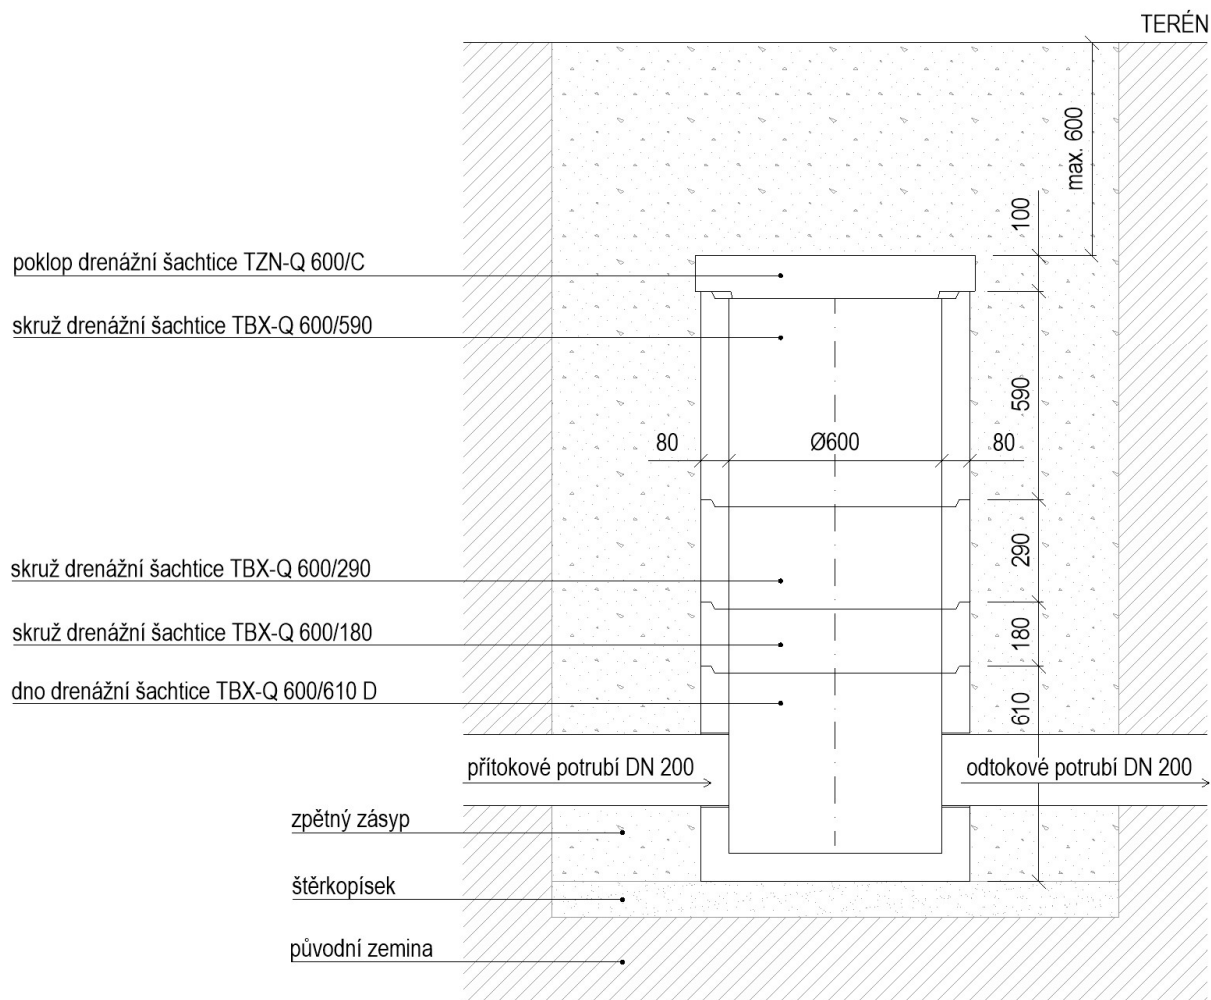 TERÉN
max. 600
100
poklop drenážní šachtice TZN-Q 600/C
skruž drenážní šachtice TBX-Q 600/590
590
80
Ø600
80
skruž drenážní šachtice TBX-Q 600/290
290
skruž drenážní šachtice TBX-Q 600/180
180
dno drenážní šachtice TBX-Q 600/610 D
610
přítokové potrubí DN 200
odtokové potrubí DN 200
zpětný zásyp
štěrkopísek
původní zemina